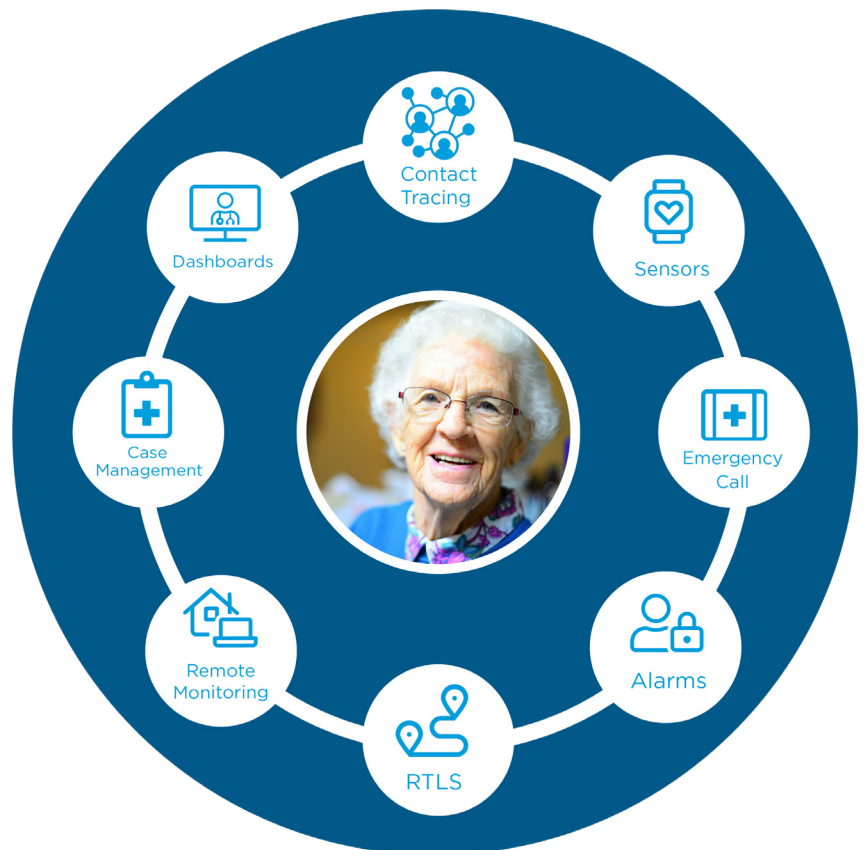 Contact
Tracing
Sensors
Emergency
Call
Alarms
RTLS
Remote
Monitoring
Case
Management
Dashboards